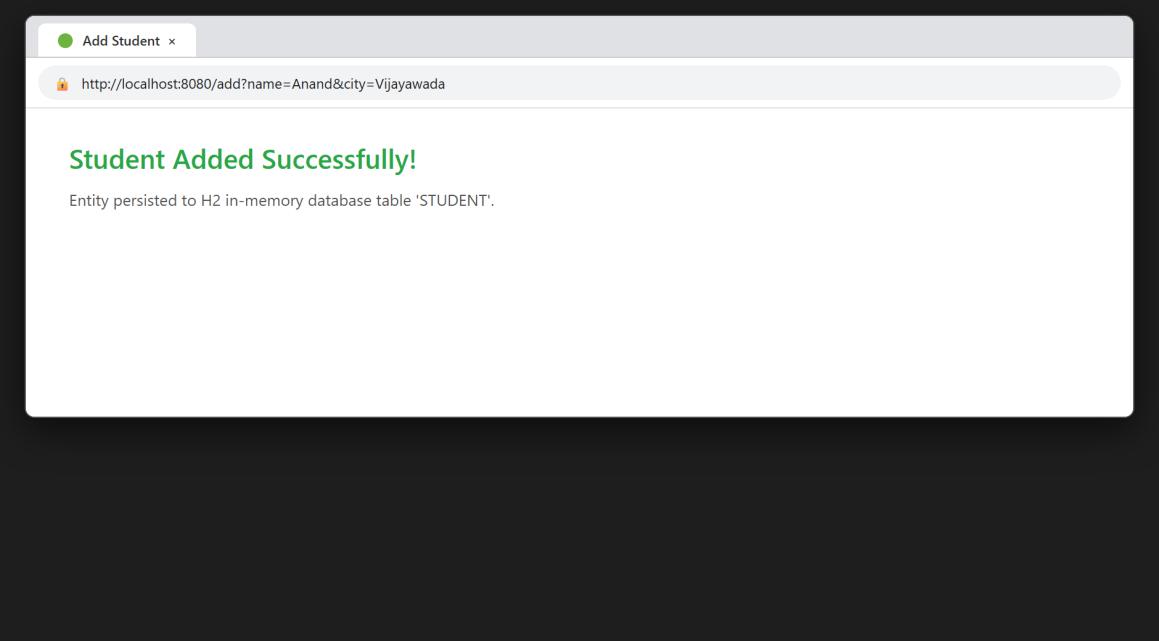 Add Student ×
http://localhost:8080/add?name=Anand&city=Vijayawada
Student Added Successfully!
Entity persisted to H2 in-memory database table 'STUDENT'.